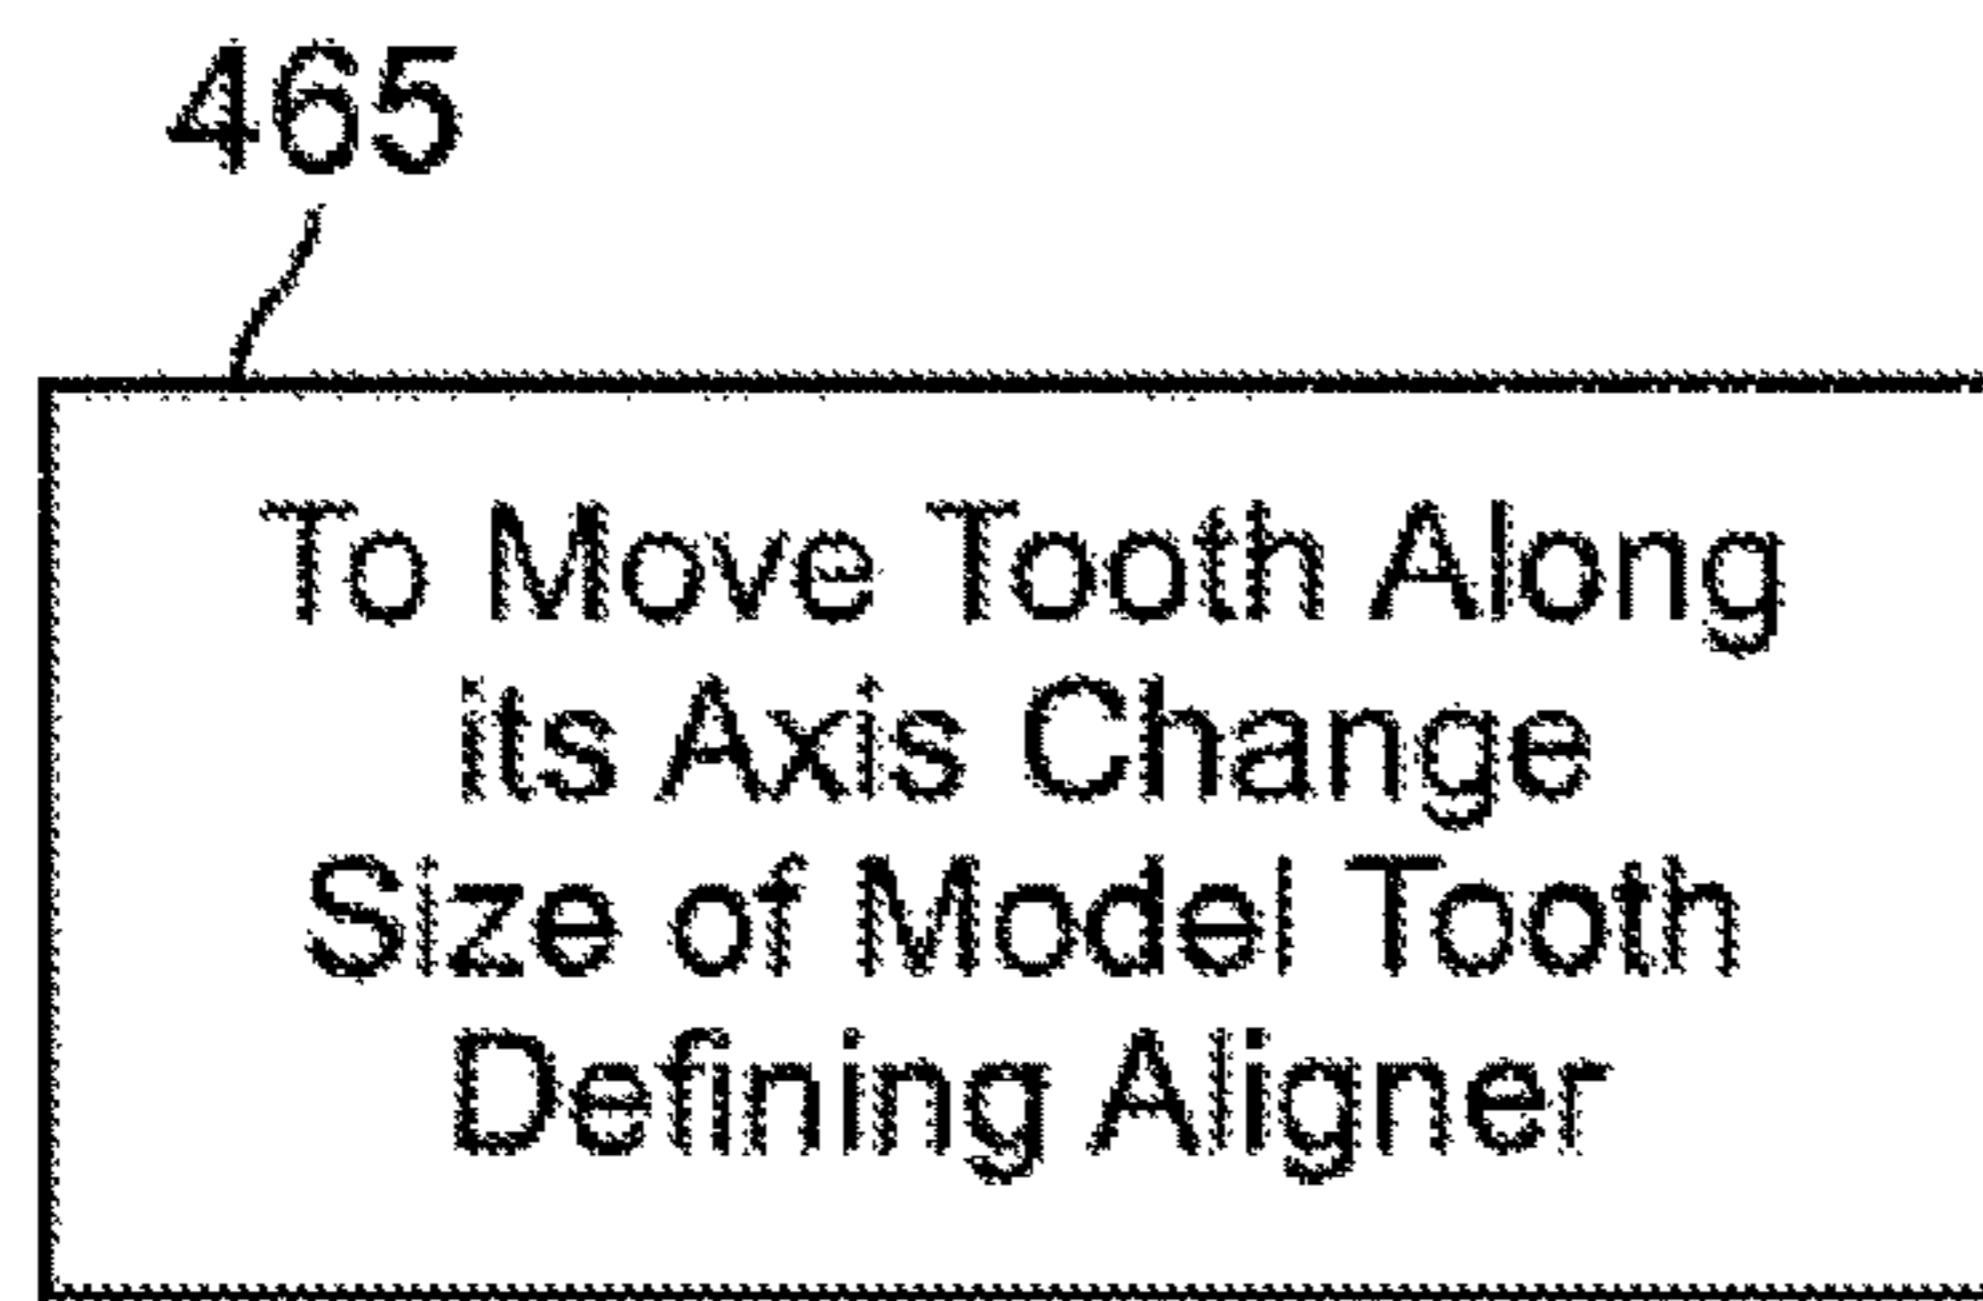 465
To Move Tooth Along
its Axis Change
Size of Model Tooth
Defining Aligner